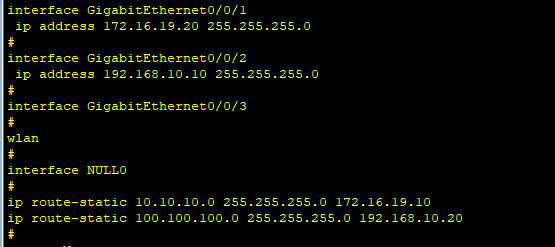 interface GigabitEthernet0/0/1
 ip address 172.16.19.20 255.255.255.0
#
interface GigabitEthernet0/0/2
 ip address 192.168.10.10 255.255.255.0
#
interface GigabitEthernet0/0/3
#
wlan
#
interface NULL0
#
ip route-static 10.10.10.0 255.255.255.0 172.16.19.10
ip route-static 100.100.100.0 255.255.255.0 192.168.10.20
#